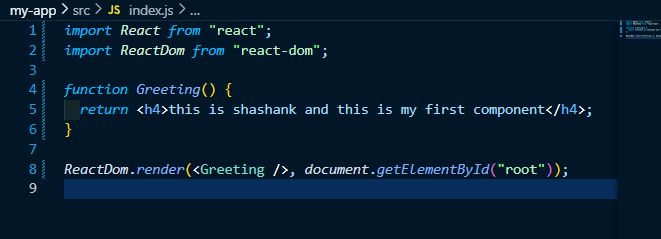 my-app > src > JS index.js > ...
1 import React from "react";
2 import ReactDom from "react-dom";
3
4 function Greeting() {
5   return <h4>this is shashank and this is my first component</h4>;
6 }
7
8 ReactDom.render(<Greeting />, document.getElementById("root"));
9